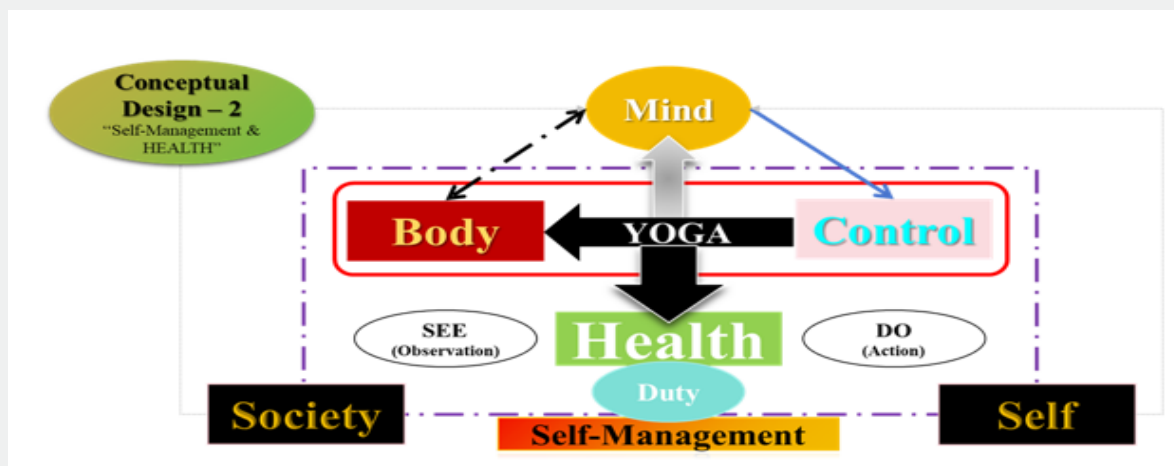 Conceptual
Design – 2
“Self-Management &
HEALTH”
Mind
Body
YOGA
Control
SEE
(Observation)
Health
DO
(Action)
Duty
Society
Self
Self-Management